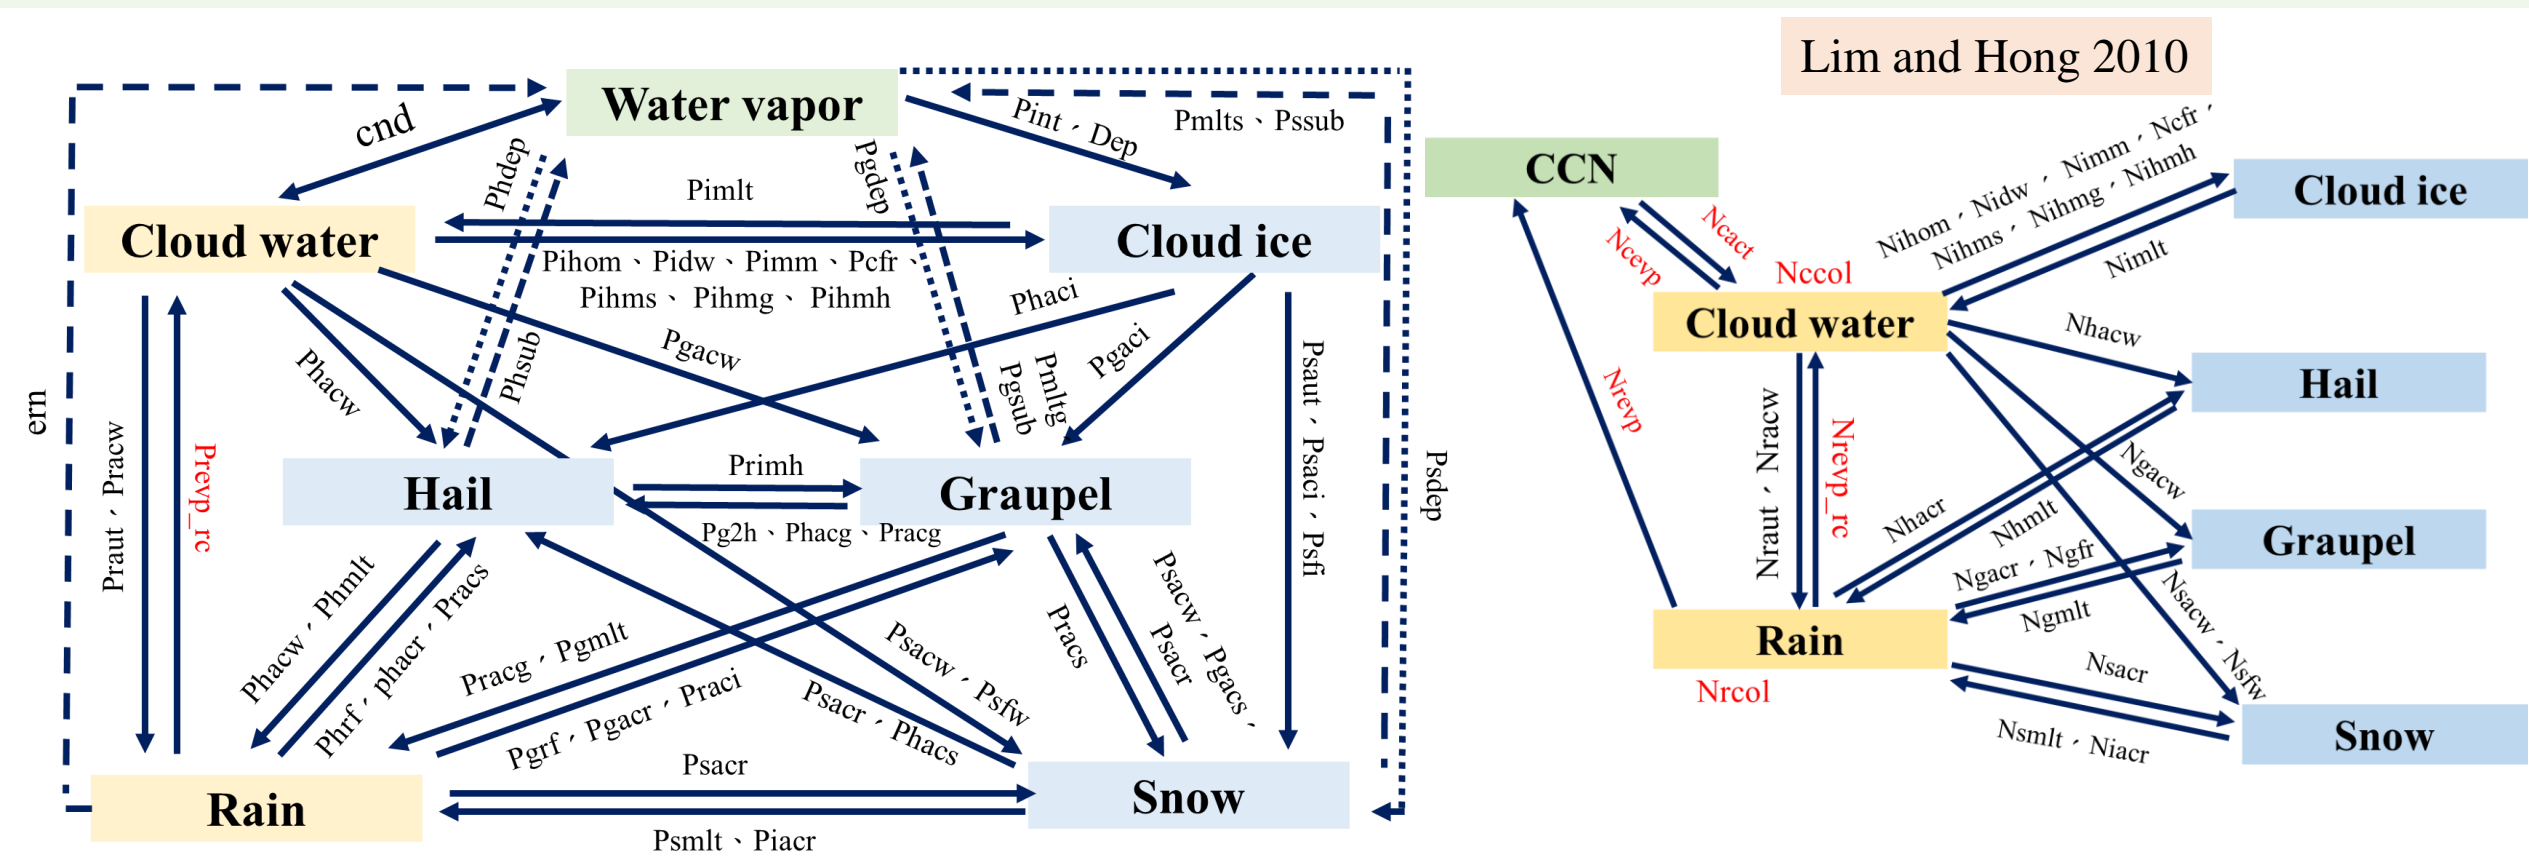 Lim and Hong 2010
Water vapor
cnd
Phdep
Pgdep
Pint、Dep
Pmlts、Pssub
Pimlt
Cloud water
Cloud ice
Pihom、Pidw、Pimm、Pcfr、
Pihms、Pihmg、Pihmh
Phaci
Phacw
Phsub
Pgacw
Pmltg、
Pgsub
Pgaci
Psaut、Psaci、Psfi
Psdep
ern
Praut、Pracw
Prevp_rc
Hail
Primh
Graupel
Pg2h、Phacg、Pracg
Phacw、Phmlt
Phrf、phacr、Pracs
Pracg、Pgmlt
Pgrf、Pgacr、Praci
Psacw、Psfw
Psacr、Phacs
Pracs
Psacw、Pgacs、
Psacr
Rain
Psacr
Snow
Psmlt、Piacr
CCN
Ncact
Ncevp
Nccol
Nihom、Nidw、Nimm、Ncfr、
Nihms、Nihmg、Nihmh
Cloud ice
Nimlt
Cloud water
Nhacw
Hail
Nrevp
Nraut、Nracw
Nrevp_rc
Nhacr
Nhmlt
Ngacw
Graupel
Ngacr、Ngfr
Ngmlt
Nsacw、Nsfw
Rain
Nrcol
Nsacr
Nsmlt、Niacr
Snow